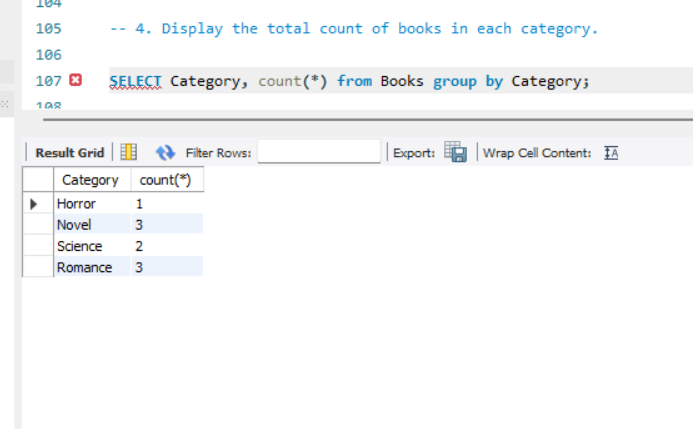 104
105 -- 4. Display the total count of books in each category.
106
107 SELECT Category, count(*) from Books group by Category;
108
Result Grid Filter Rows: Export: Wrap Cell Content: IA
Category count(*)
Horror 1
Novel 3
Science 2
Romance 3